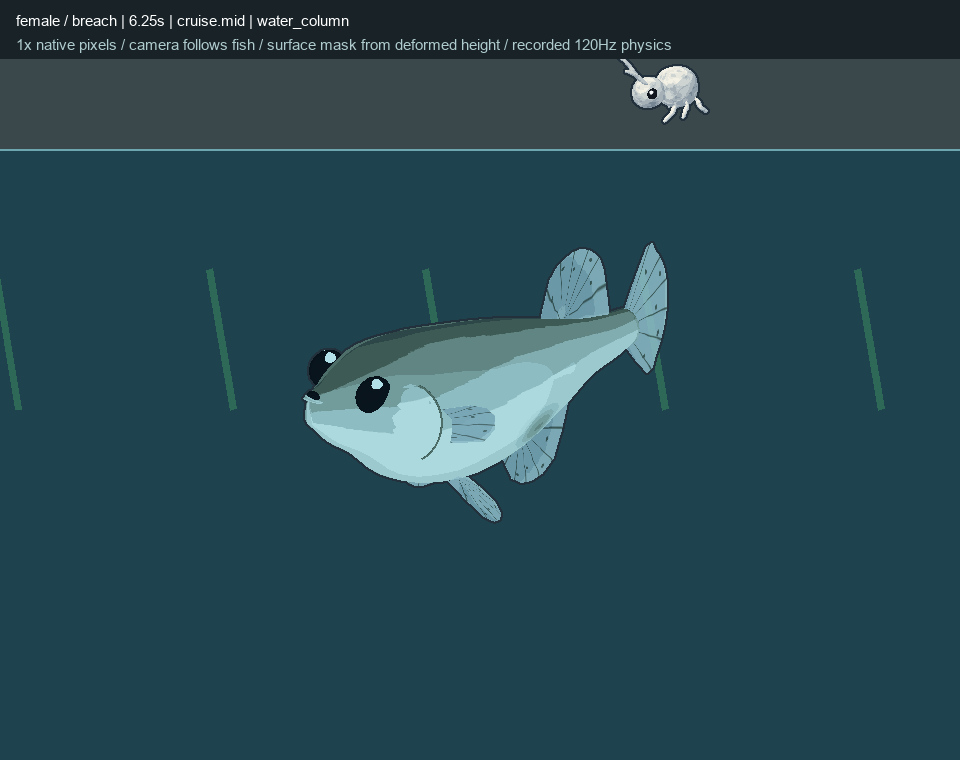 female / breach | 6.25s | cruise.mid | water_column
1x native pixels / camera follows fish / surface mask from deformed height / recorded 120Hz physics